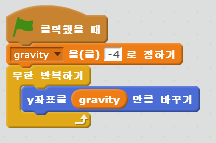 클릭했을 때
gravity 을(를) -4 로 정하기
무한 반복하기
y좌표를 gravity 만큼 바꾸기